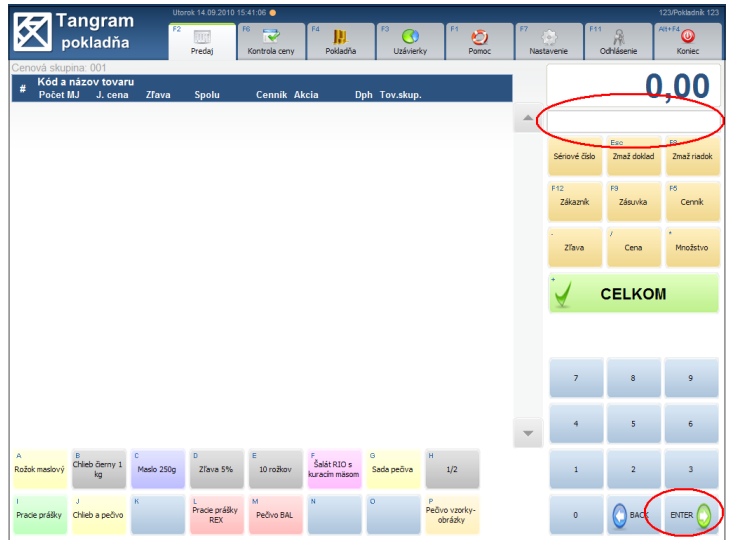 Tangram
pokladňa
Utorok 14.09.2010 15:41:06
123/Pokladník 123
F2
Predaj
F6
Kontrola ceny
F4
Pokladňa
F3
Uzávierky
F1
Pomoc
F7
Nastavenie
F11
Odhlásenie
Alt+F4
Koniec
Cenová skupina: 001
# Kód a názov tovaru
Počet MJ J. cena Zľava Spolu Cenník Akcia Dph Tov.skup.
0,00
Sériové číslo
Esc
Zmaž doklad
F8
Zmaž riadok
F12
Zákazník
F9
Zásuvka
F5
Cenník
-
Zľava
/
Cena
*
Množstvo
+
CELKOM
7 8 9
4 5 6
1 2 3
0 BACK ENTER
A
Rožok maslový
B
Chlieb čierny 1
kg
C
Maslo 250g
D
Zľava 5%
E
10 rožkov
F
Šalát RIO s
kuracím mäsom
G
Sada pečiva
H
1/2
I
Pracie prášky
J
Chlieb a pečivo
K
L
Pracie prášky
REX
M
Pečivo BAL
N
O
P
Pečivo vzorky-
obrázky